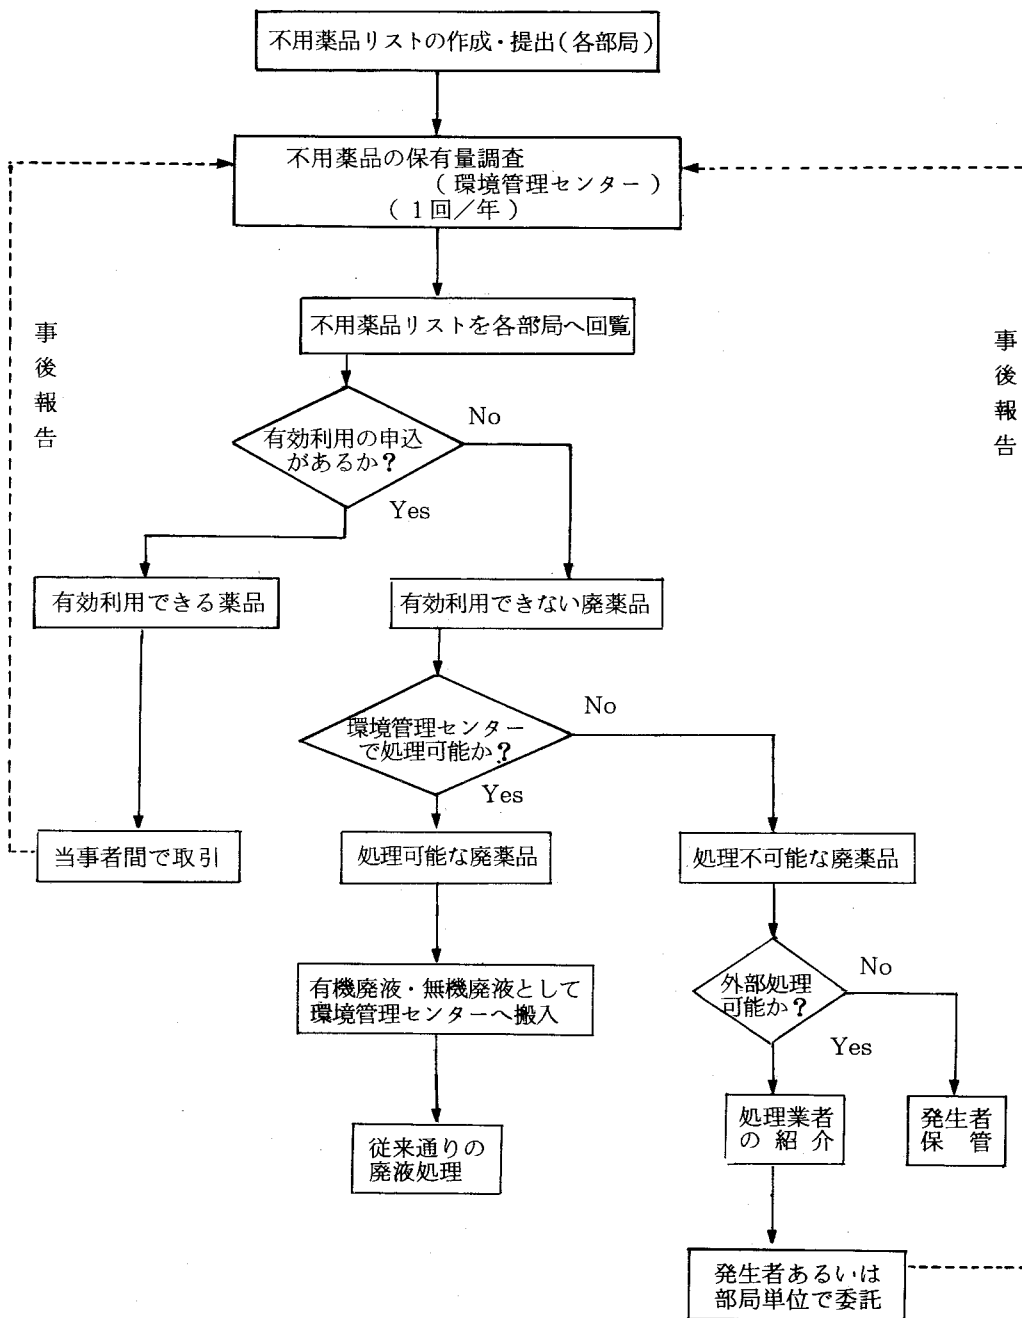 不用薬品リストの作成・提出(各部局)
不用薬品の保有量調査
(環境管理センター)
(1回/年)
不用薬品リストを各部局へ回覧
事後報告
事後報告
有効利用の申込
があるか?
No
Yes
有効利用できる薬品
有効利用できない廃薬品
環境管理センター
で処理可能か?
No
Yes
当事者間で取引
処理可能な廃薬品
処理不可能な廃薬品
有機廃液・無機廃液として
環境管理センターへ搬入
外部処理
可能か?
No
Yes
従来通りの
廃液処理
処理業者
の紹介
発生者
保管
発生者あるいは
部局単位で委託